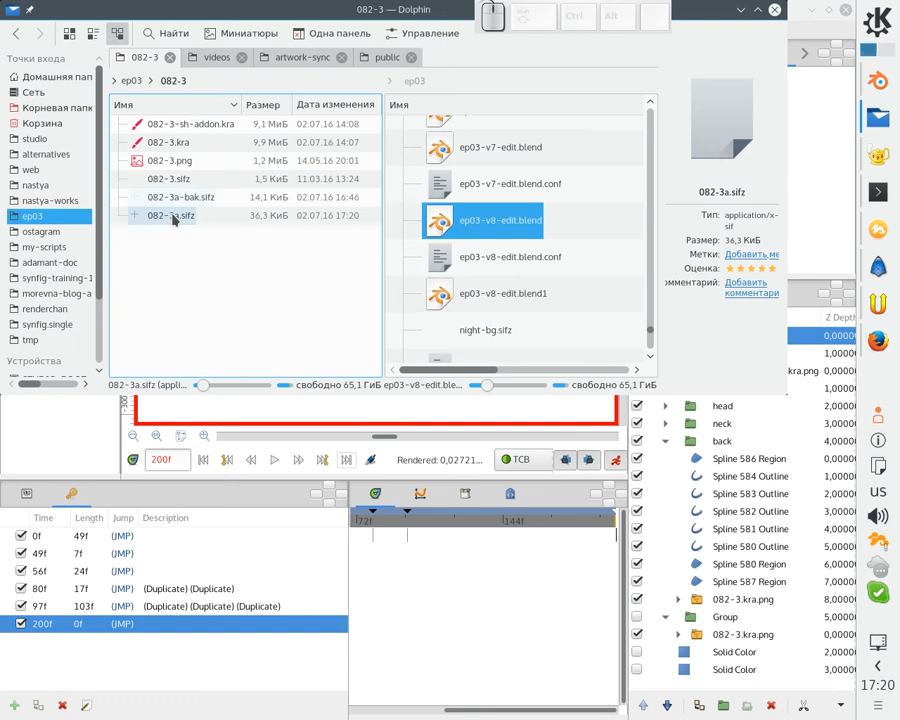 082-3 — Dolphin
Ctrl
Alt
Найти
Миниатюры
Одна панель
Управление
Точки входа
082-3
videos
artwork-sync
public
Домашняя пап
Сеть
Корневая папк
Корзина
studio
alternatives
web
nastya
nastya-works
ep03
ostagram
my-scripts
adamant-doc
synfig-training-1
morevna-blog-a
renderchan
synfig.single
tmp
Устройства
ep03 > 082-3
Имя Размер Дата изменения
082-3-sh-addon.kra 9,1 МиБ 02.07.16 14:08
082-3.kra 9,9 МиБ 02.07.16 14:07
082-3.png 1,2 МиБ 14.05.16 20:01
082-3.sifz 1,5 КиБ 11.03.16 13:24
082-3a-bak.sifz 14,1 КиБ 02.07.16 16:46
082-3a.sifz 36,3 КиБ 02.07.16 17:20
082-3a.sifz (appli...
свободно 65,1 ГиБ
ep03
Имя
ep03-v7-edit.blend
ep03-v7-edit.blend.conf
ep03-v8-edit.blend
ep03-v8-edit.blend.conf
ep03-v8-edit.blend1
night-bg.sifz
ep03-v8-edit.ble...
свободно 65,1 ГиБ
082-3a.sifz
Тип: application/x-
sif
Размер: 36,3 КиБ
Метки: Добавить ме
Оценка:
омментарий: Добавить
комментари
Z Depth
0,00000
1,00000
kra.png 0,00000
head 2,00000
neck 3,00000
back 4,00000
Spline 586 Region 0,00000
Spline 584 Outline 1,00000
Spline 583 Outline 2,00000
Spline 582 Outline 3,00000
Spline 581 Outline 4,00000
Spline 580 Outline 5,00000
Spline 580 Region 6,00000
Spline 587 Region 7,00000
082-3.kra.png 8,00000
Group 5,00000
082-3.kra.png 0,00000
Solid Color
Solid Color
200f
Rendered: 0,02721...
TCB
Time Length Jump Description
0f 49f (JMP)
49f 7f (JMP)
56f 24f (JMP)
80f 17f (JMP) (Duplicate) (Duplicate)
97f 103f (JMP) (Duplicate) (Duplicate) (Duplicate)
200f 0f (JMP)
72f
144f
us
17:20